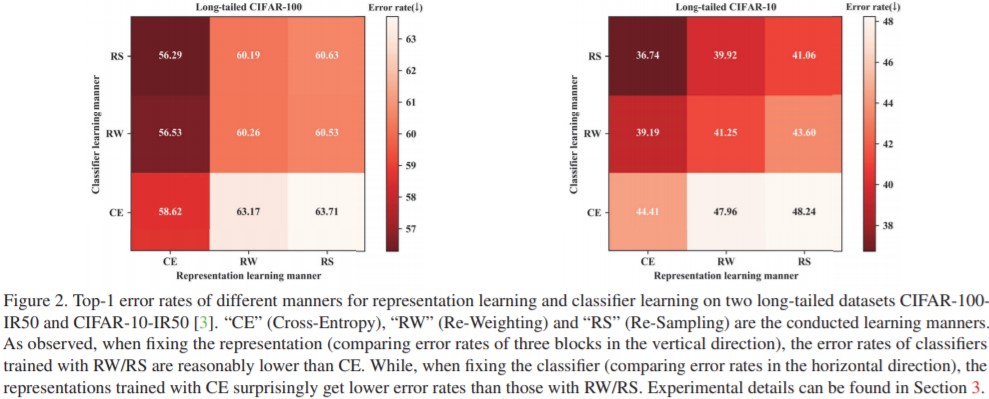 Long-tailed CIFAR-100
Error rate(↓)
Classifier learning manner
RS
56.29 60.19 60.63
RW
56.53 60.26 60.53
CE
58.62 63.17 63.71
CE RW RS
Representation learning manner
63
62
61
60
59
58
57
Long-tailed CIFAR-10
Error rate(↓)
Classifier learning manner
RS
36.74 39.92 41.06
RW
39.19 41.25 43.60
CE
44.41 47.96 48.24
CE RW RS
Representation learning manner
48
46
44
42
40
38
Figure 2. Top-1 error rates of different manners for representation learning and classifier learning on two long-tailed datasets CIFAR-100-
IR50 and CIFAR-10-IR50 [3]. “CE” (Cross-Entropy), “RW” (Re-Weighting) and “RS” (Re-Sampling) are the conducted learning manners.
As observed, when fixing the representation (comparing error rates of three blocks in the vertical direction), the error rates of classifiers
trained with RW/RS are reasonably lower than CE. While, when fixing the classifier (comparing error rates in the horizontal direction), the
representations trained with CE surprisingly get lower error rates than those with RW/RS. Experimental details can be found in Section 3.